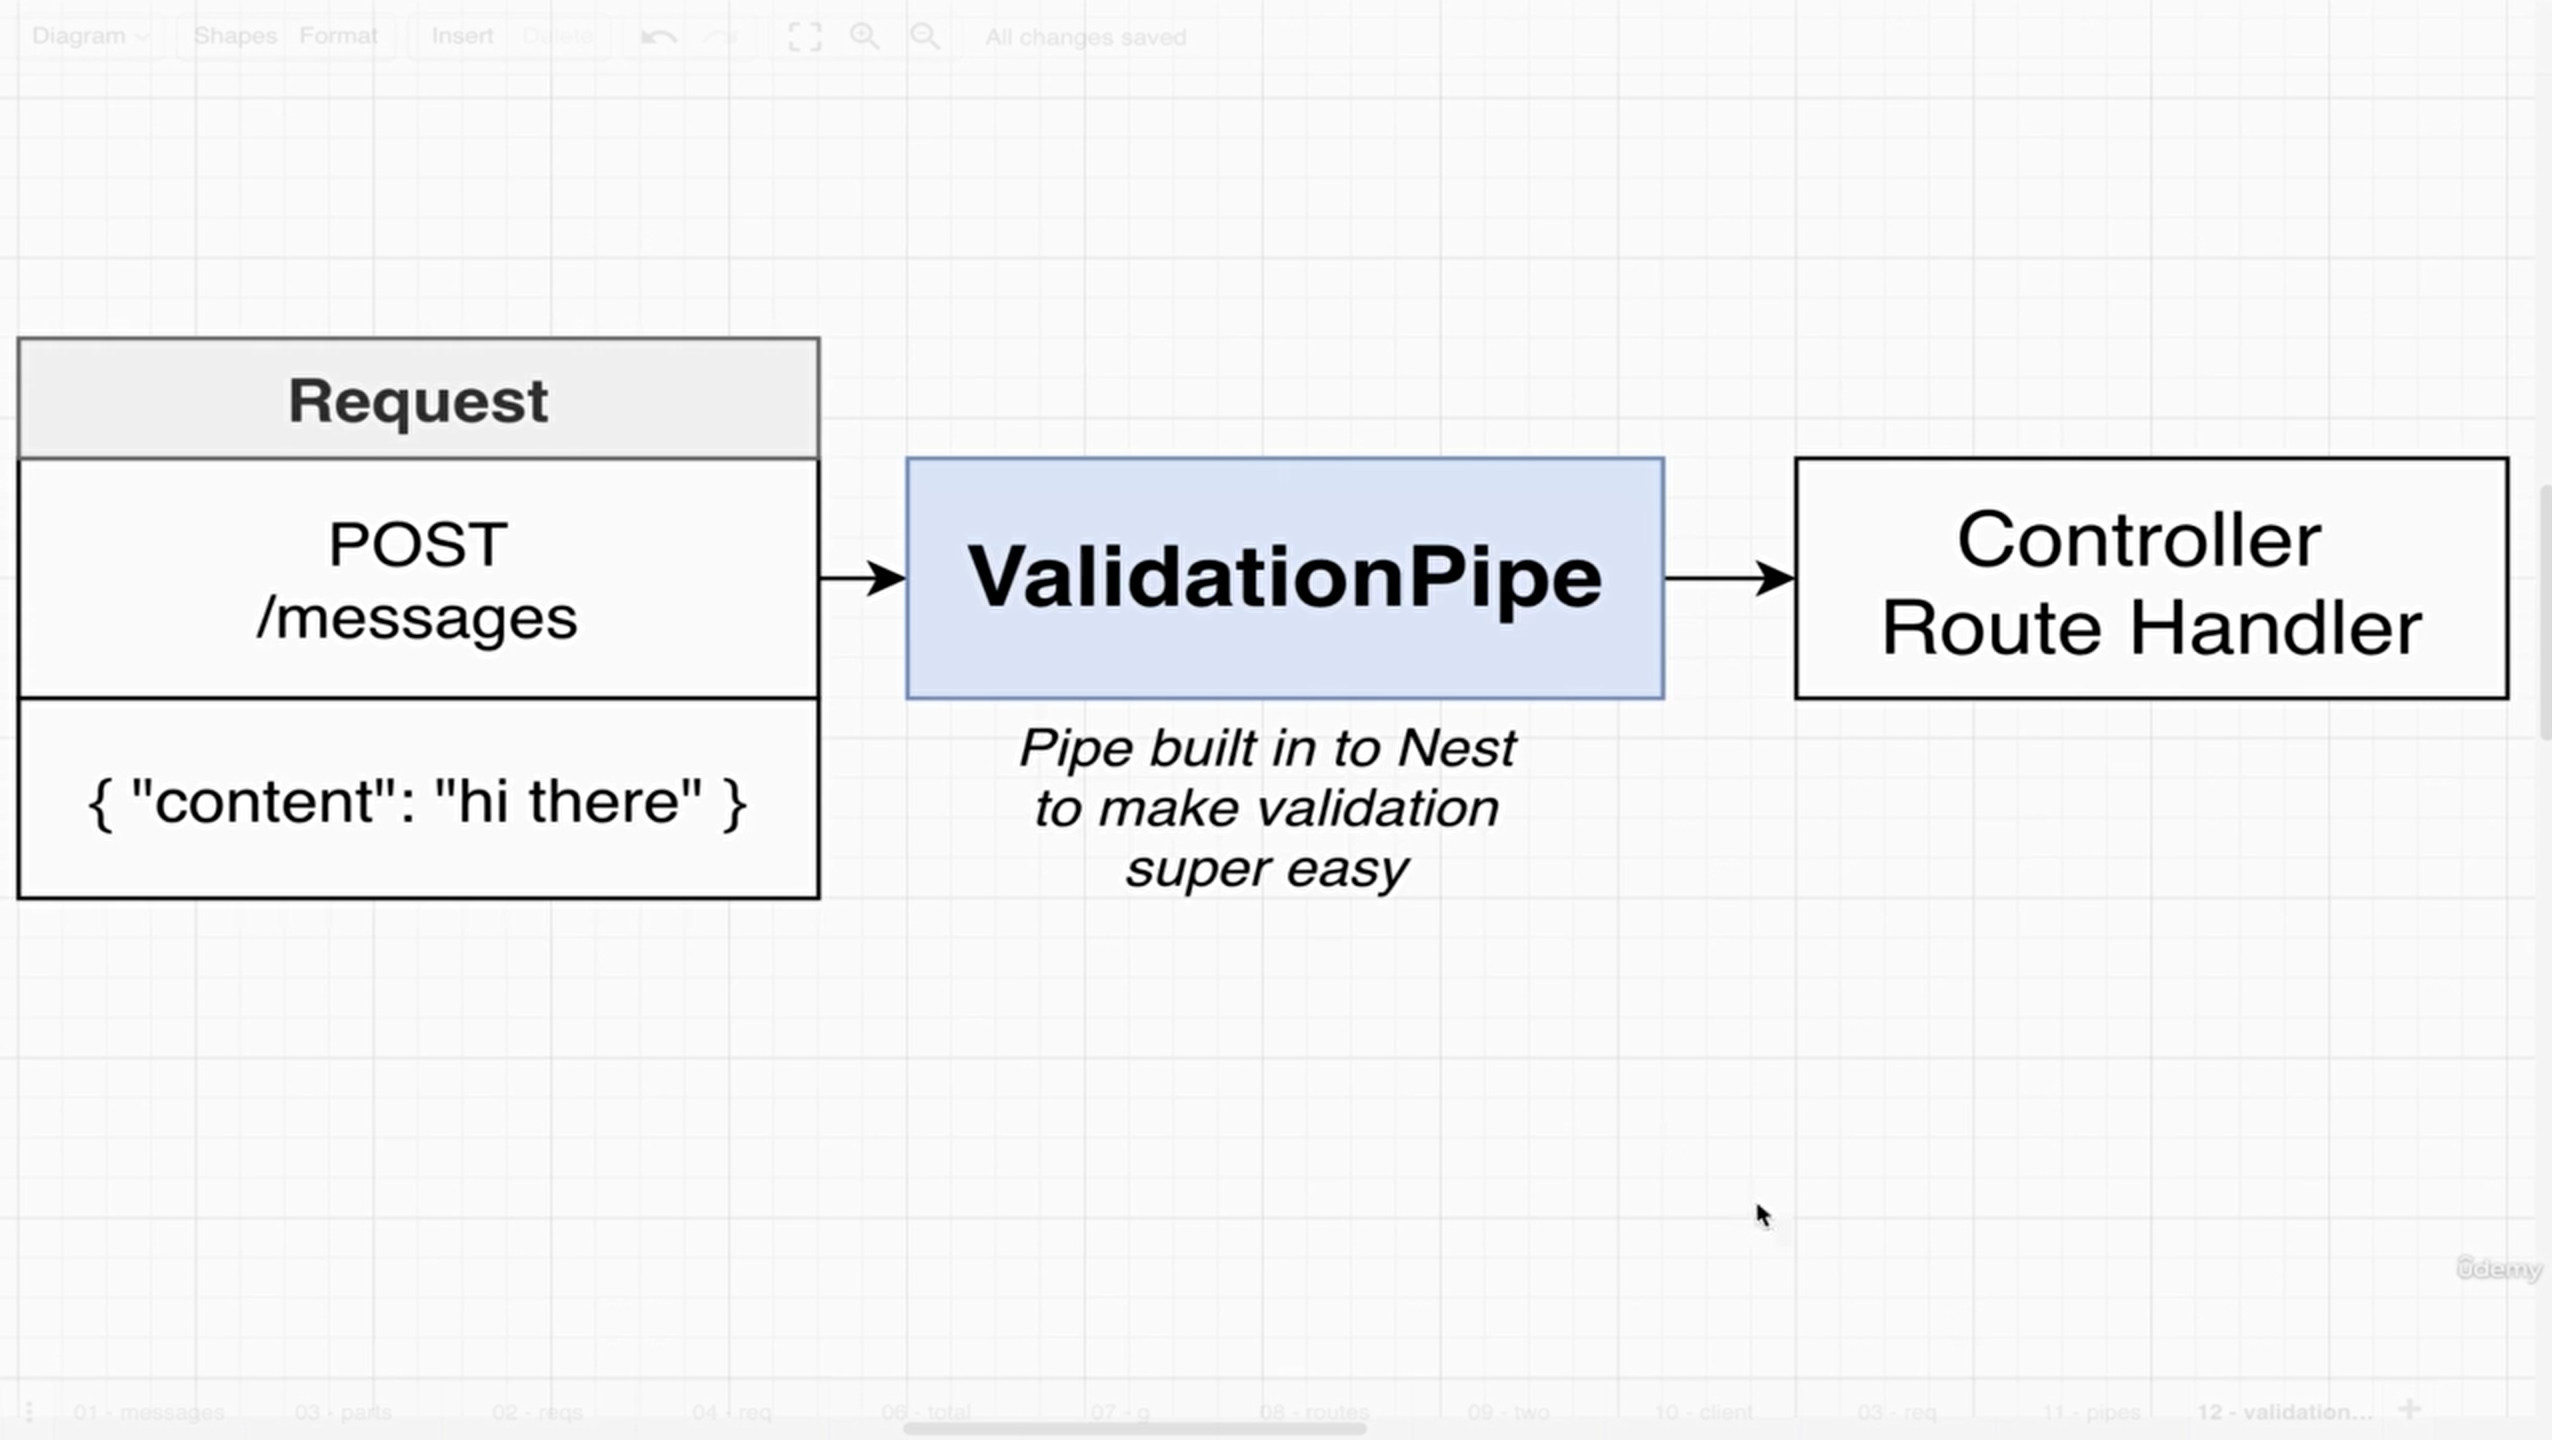 Diagram
Shapes
Format
Insert
Delete
All changes saved
Request
POST
/messages
{ "content": "hi there" }
ValidationPipe
Pipe built in to Nest
to make validation
super easy
Controller
Route Handler
ûdemy
01 - messages
03 - parts
02 - reqs
04 - req
06 - total
07 - g
08 - routes
09 - two
10 - client
03 - req
11 - pipes
12 - validation...